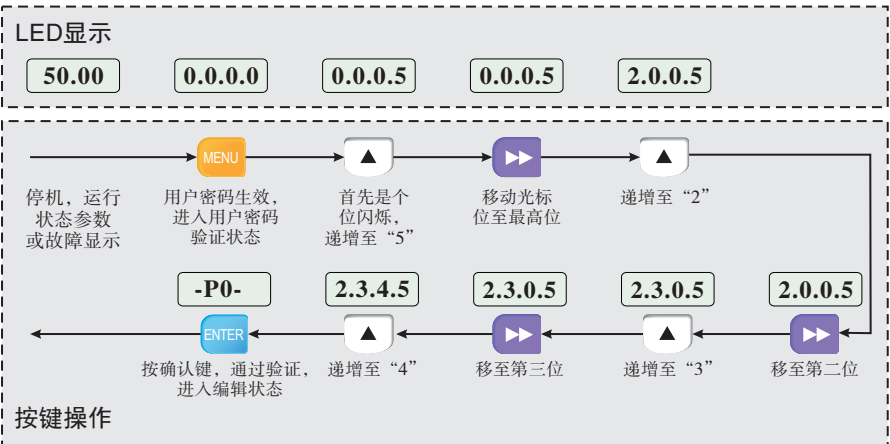 LED显示
50.00 0.0.0.0 0.0.0.5 0.0.0.5 2.0.0.5
MENU
停机，运行
状态参数
或故障显示
用户密码生效，
进入用户密码
验证状态
首先是个
位闪烁，
递增至“5”
移动光标
位至最高位
递增至“2”
-P0- 2.3.4.5 2.3.0.5 2.3.0.5 2.0.0.5
ENTER
按确认键，通过验证，
进入编辑状态
递增至“4”
移至第三位
递增至“3”
移至第二位
按键操作